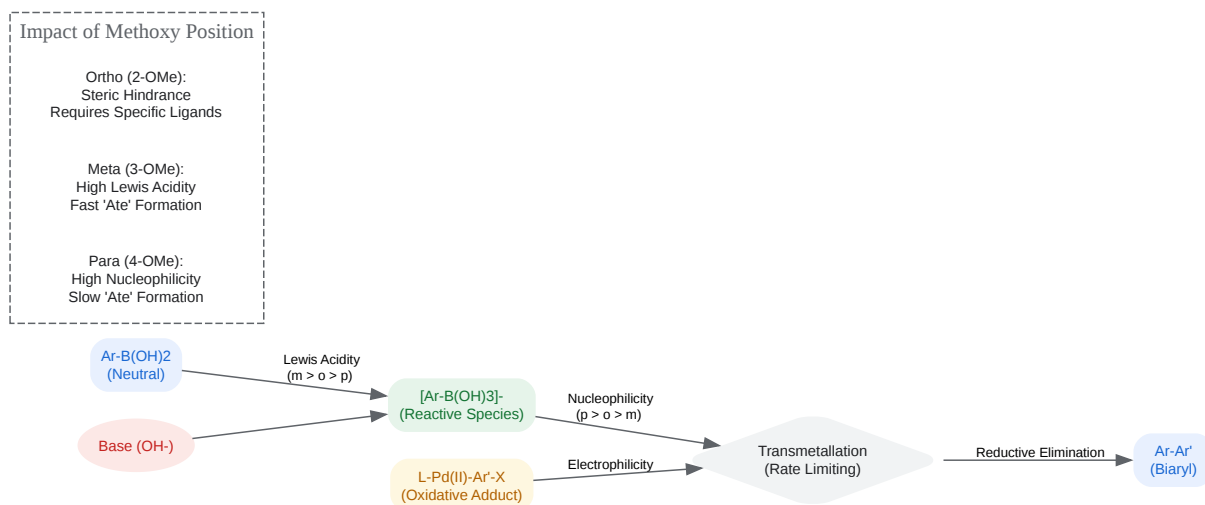 Impact of Methoxy Position
Ortho (2-OMe):
Steric Hindrance
Requires Specific Ligands
Meta (3-OMe):
High Lewis Acidity
Fast 'Ate' Formation
Para (4-OMe):
High Nucleophilicity
Slow 'Ate' Formation
Ar-B(OH)2
(Neutral)
Base (OH-)
Lewis Acidity
(m > o > p)
[Ar-B(OH)3]-
(Reactive Species)
L-Pd(II)-Ar'-X
(Oxidative Adduct)
Nucleophilicity
(p > o > m)
Electrophilicity
Transmetallation
(Rate Limiting)
Reductive Elimination
Ar-Ar'
(Biaryl)